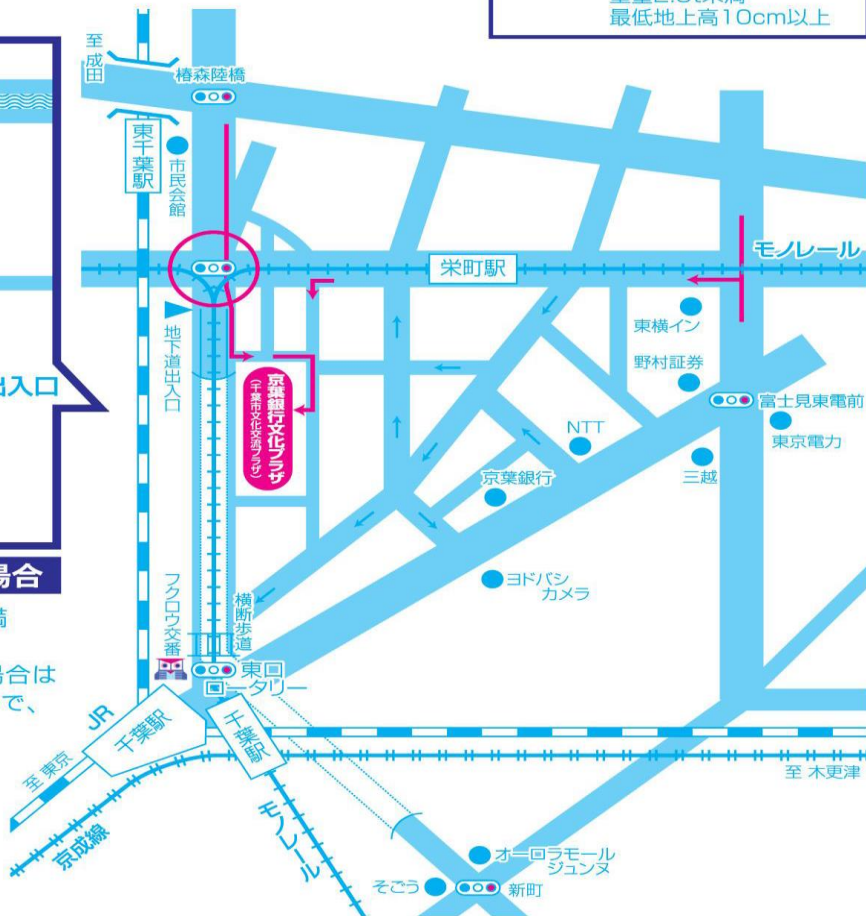 最低地上高10cm以上
至成田
椿森陸橋
東千葉駅
市民会館
モノレール
栄町駅
東横イン
地下道出入口
野村証券
出入口
京葉銀行文化プラザ
(千葉市文化交流プラザ)
富士見東電前
NTT
東京電力
京葉銀行
三越
場合
満
ヨドバシ
カメラ
フクロウ交番
横断歩道
場合は
で、
東口
ロータリー
JR
千葉駅
千葉駅
至 東京
至 木更津
京成線
モノレール
オーロラモール
ジュンヌ
そごう
新町